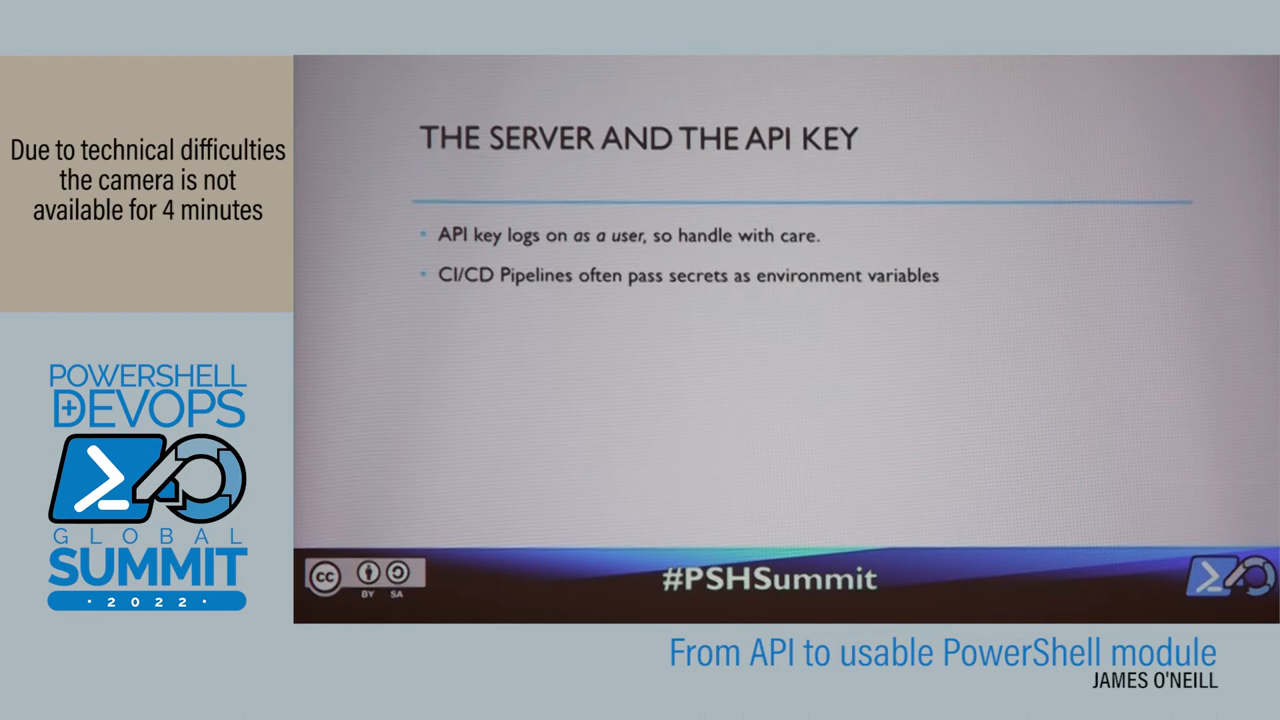 Due to technical difficulties
the camera is not
available for 4 minutes
POWERSHELL
+DEVOPS
GLOBAL
SUMMIT
· 2022 ·
THE SERVER AND THE API KEY
• API key logs on as a user, so handle with care.
• CI/CD Pipelines often pass secrets as environment variables
cc
BY SA
#PSHSummit
From API to usable PowerShell module
JAMES O'NEILL